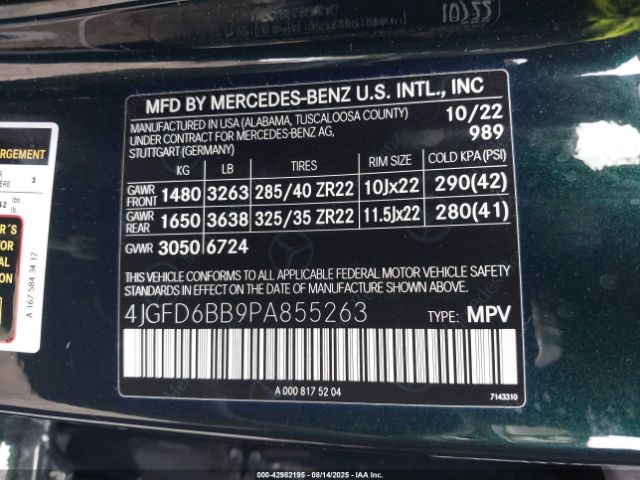 10/22
MFD BY MERCEDES-BENZ U.S. INTL., INC
MANUFACTURED IN USA (ALABAMA, TUSCALOOSA COUNTY) 10/22
UNDER CONTRACT FOR MERCEDES-BENZ AG, 989
STUTTGART (GERMANY)
KG LB TIRES RIM SIZE COLD KPA (PSI)
GAWR FRONT 1480 3263 285/40 ZR22 10Jx22 290(42)
GAWR REAR 1650 3638 325/35 ZR22 11.5Jx22 280(41)
GVWR 3050 6724
THIS VEHICLE CONFORMS TO ALL APPLICABLE FEDERAL MOTOR VEHICLE SAFETY
STANDARDS IN EFFECT ON THE DATE OF MANUFACTURE SHOWN ABOVE.
4JGFD6BB9PA855263 TYPE: MPV
A 000 817 52 04 7143310
3
lbs.
A 167 584 34 12
000-42982195 - 08/14/2025 - IAA Inc.